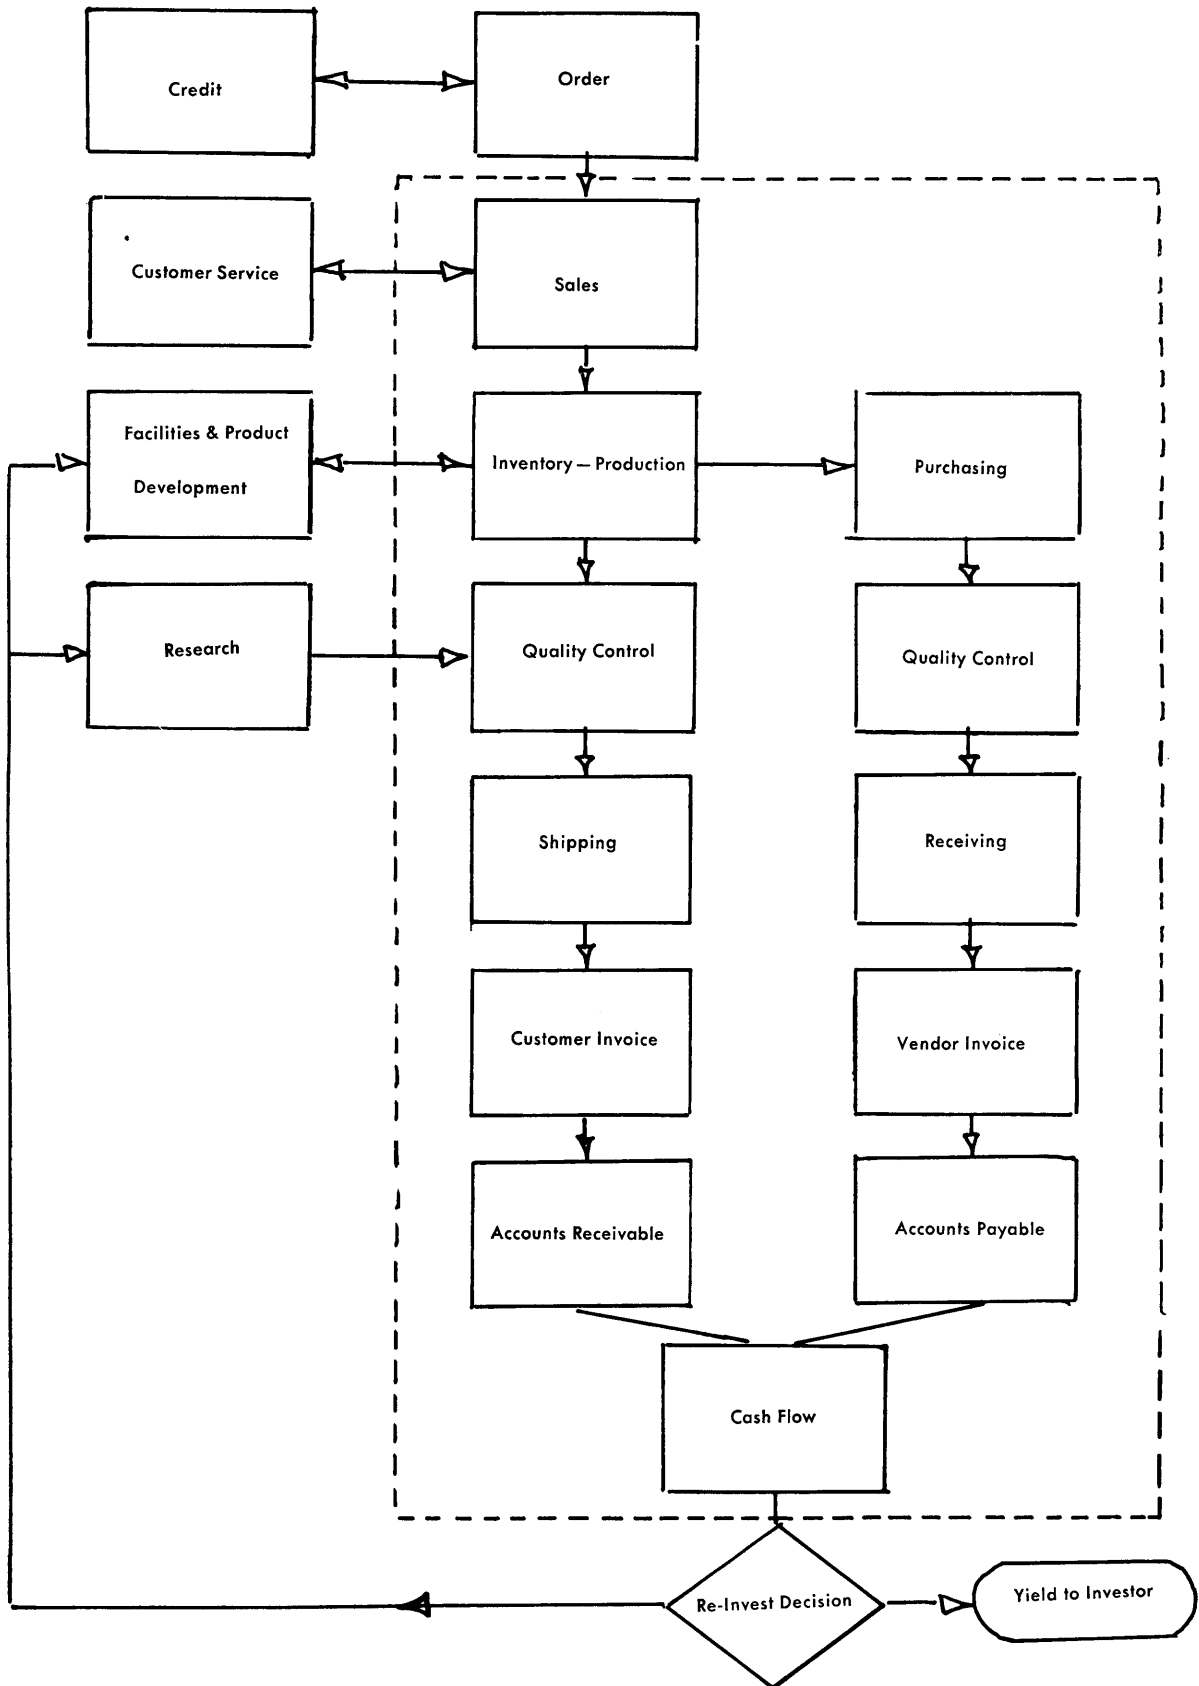 Credit
Order
Customer Service
Sales
Facilities & Product
Development
Inventory — Production
Purchasing
Research
Quality Control
Quality Control
Shipping
Receiving
Customer Invoice
Vendor Invoice
Accounts Receivable
Accounts Payable
Cash Flow
Re-Invest Decision
Yield to Investor